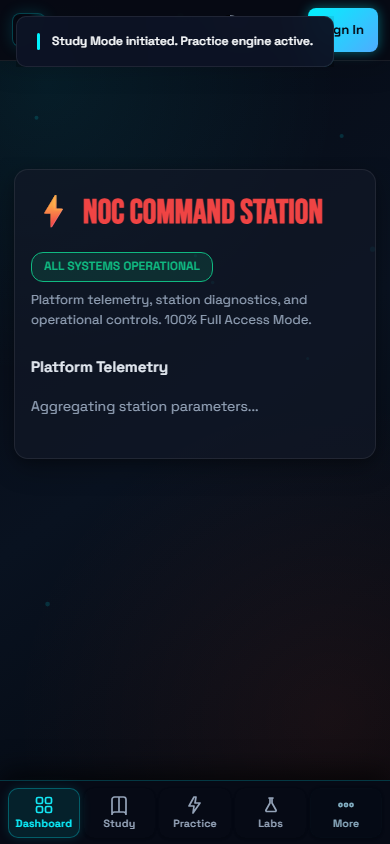 Study Mode initiated. Practice engine active.
gn In
NOC COMMAND STATION
ALL SYSTEMS OPERATIONAL
Platform telemetry, station diagnostics, and
operational controls. 100% Full Access Mode.
Platform Telemetry
Aggregating station parameters...
Dashboard
Study
Practice
Labs
More